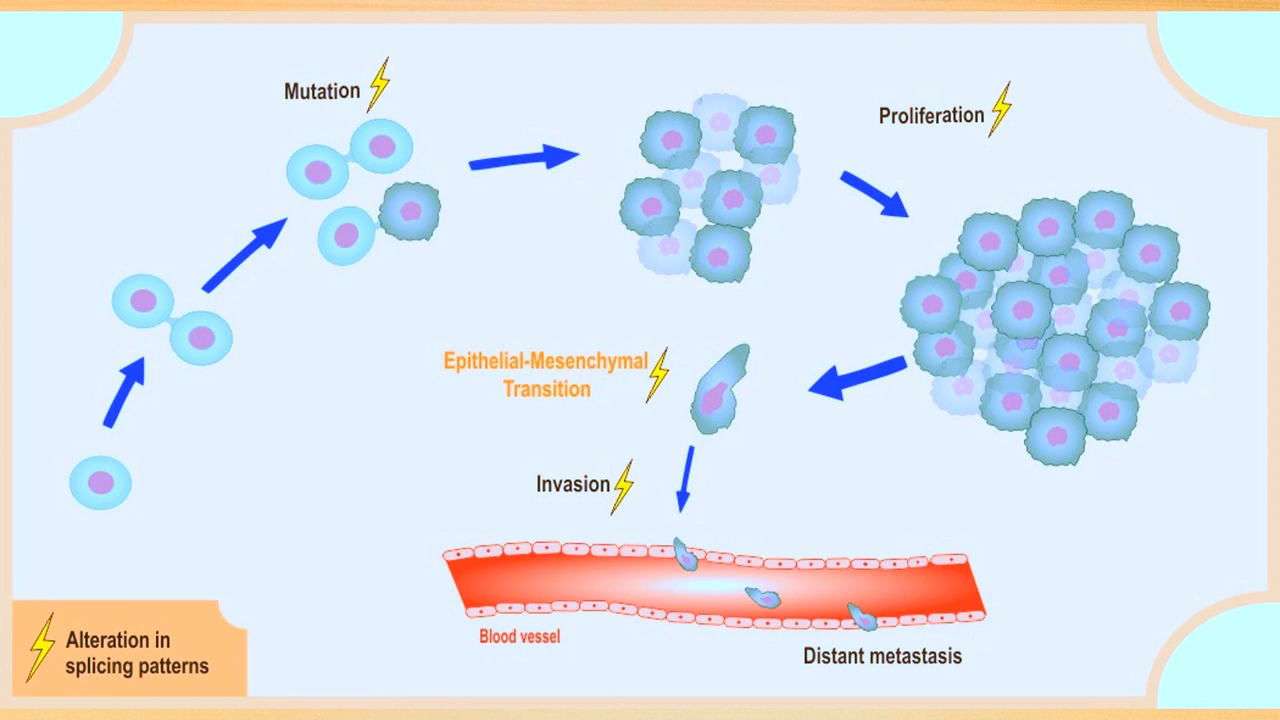 Mutation
Proliferation
Epithelial-Mesenchymal
Transition
Invasion
Blood vessel
Distant metastasis
Alteration in
splicing patterns